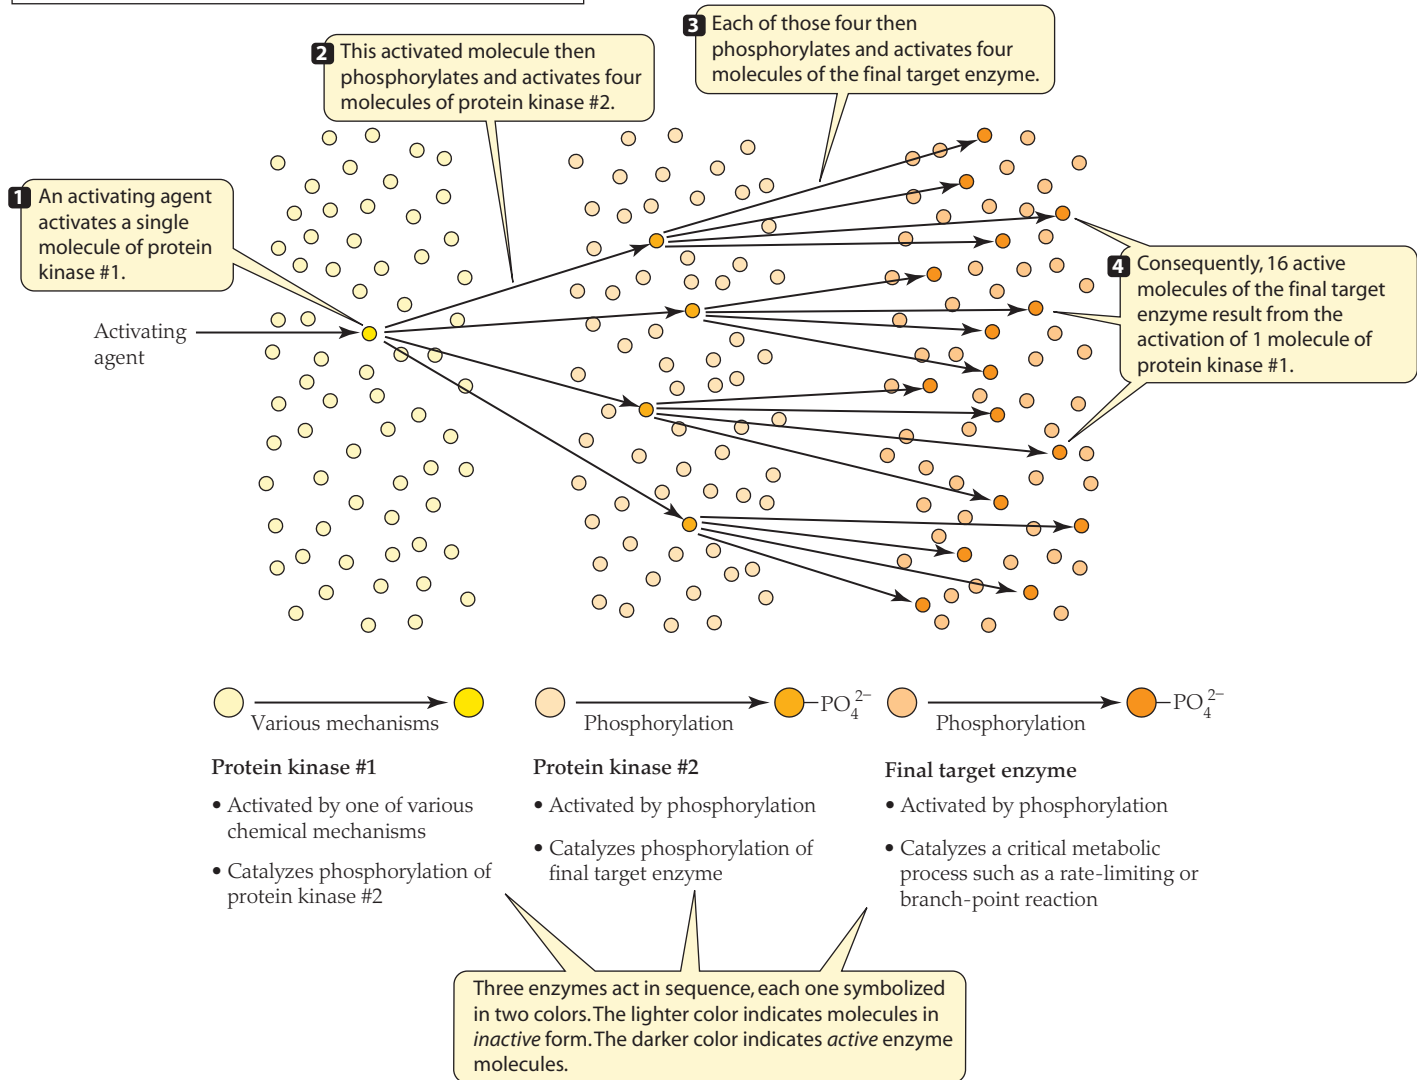 3 Each of those four then
phosphorylates and activates four
molecules of the final target enzyme.
2 This activated molecule then
phosphorylates and activates four
molecules of protein kinase #2.
1 An activating agent
activates a single
molecule of protein
kinase #1.
4 Consequently, 16 active
molecules of the final target
enzyme result from the
activation of 1 molecule of
protein kinase #1.
Activating
agent
Various mechanisms
Phosphorylation
PO₄²⁻
Phosphorylation
PO₄²⁻
Protein kinase #1
• Activated by one of various
chemical mechanisms
• Catalyzes phosphorylation of
protein kinase #2
Protein kinase #2
• Activated by phosphorylation
• Catalyzes phosphorylation of
final target enzyme
Final target enzyme
• Activated by phosphorylation
• Catalyzes a critical metabolic
process such as a rate-limiting or
branch-point reaction
Three enzymes act in sequence, each one symbolized
in two colors. The lighter color indicates molecules in
inactive form. The darker color indicates active enzyme
molecules.